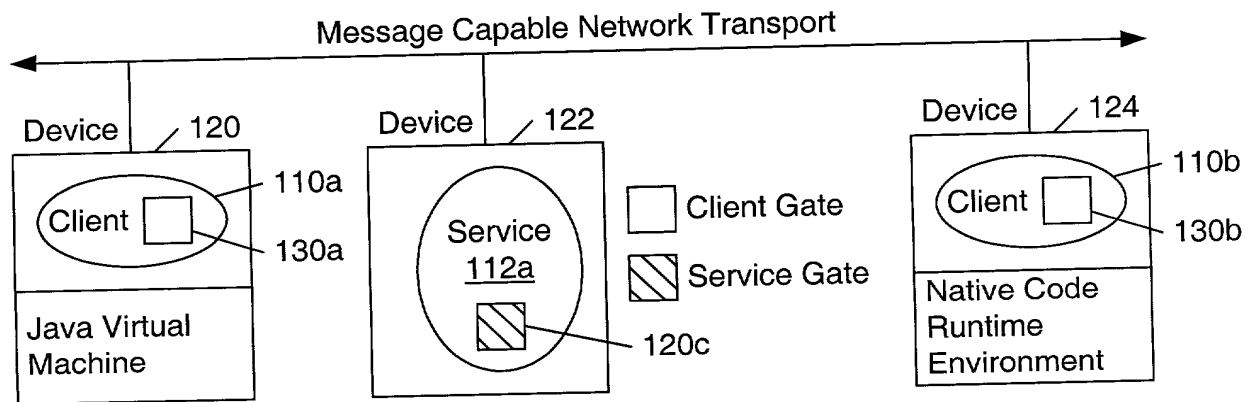 Message Capable Network Transport
Device 120
Device 122
Device 124
110a
Client
130a
Java Virtual
Machine
Service
112a
120c
Client Gate
Service Gate
110b
Client
130b
Native Code
Runtime
Environment